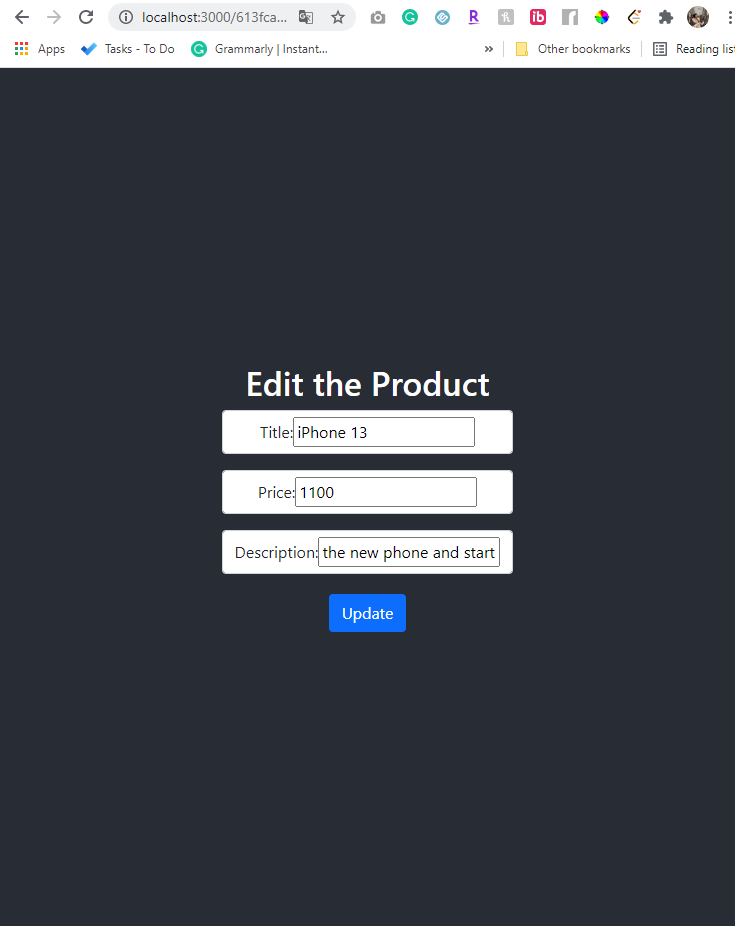 localhost:3000/613fca...
Apps
Tasks - To Do
Grammarly | Instant...
»
Other bookmarks
Reading list
Edit the Product
Title: iPhone 13
Price: 1100
Description: the new phone and start
Update